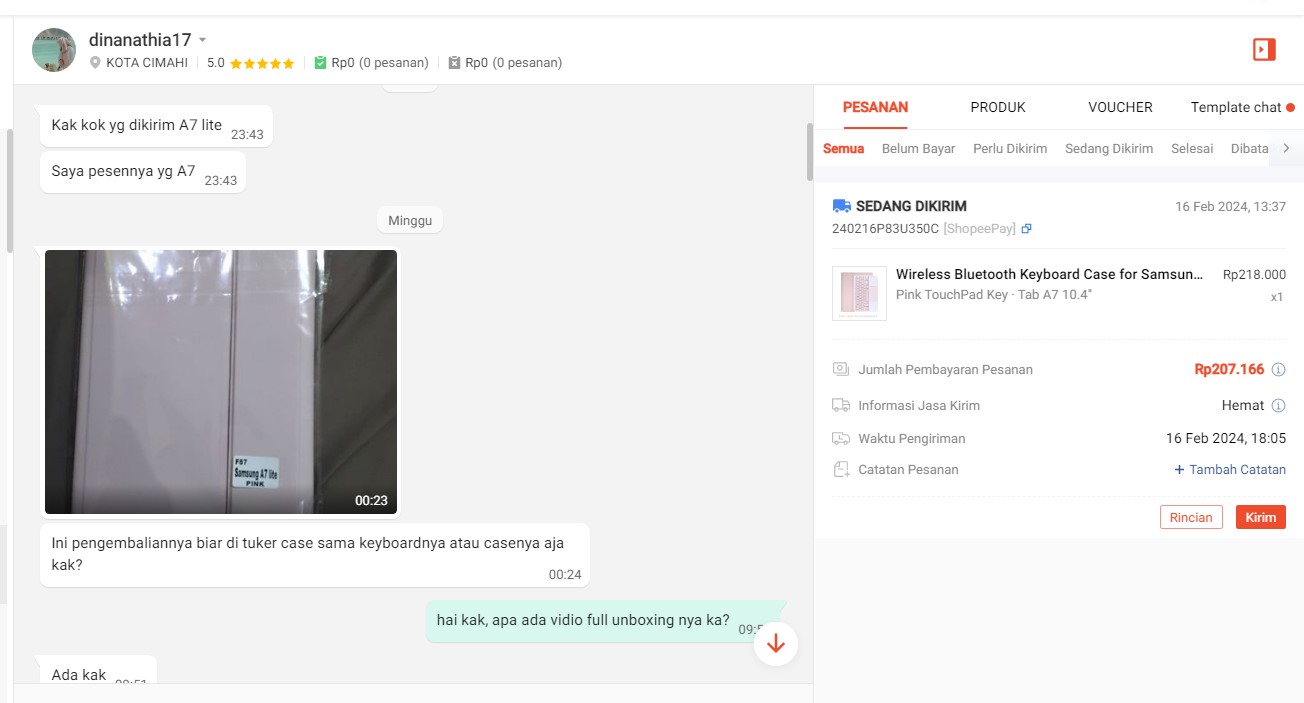 dinanathia17
KOTA CIMAHI 5.0 Rp0 (0 pesanan) Rp0 (0 pesanan)
Kak kok yg dikirim A7 lite 23:43
Saya pesennya yg A7 23:43
Minggu
P87
Samsung A7 lite
PINK
00:23
Ini pengembaliannya biar di tuker case sama keyboardnya atau casenya aja
kak?
00:24
hai kak, apa ada vidio full unboxing nya ka?
Ada kak
PESANAN PRODUK VOUCHER Template chat
Semua Belum Bayar Perlu Dikirim Sedang Dikirim Selesai Dibata
SEDANG DIKIRIM 16 Feb 2024, 13:37
240216P83U350C [ShopeePay]
Wireless Bluetooth Keyboard Case for Samsun... Rp218.000
Pink TouchPad Key · Tab A7 10.4" x1
Jumlah Pembayaran Pesanan Rp207.166
Informasi Jasa Kirim Hemat
Waktu Pengiriman 16 Feb 2024, 18:05
Catatan Pesanan + Tambah Catatan
Rincian Kirim